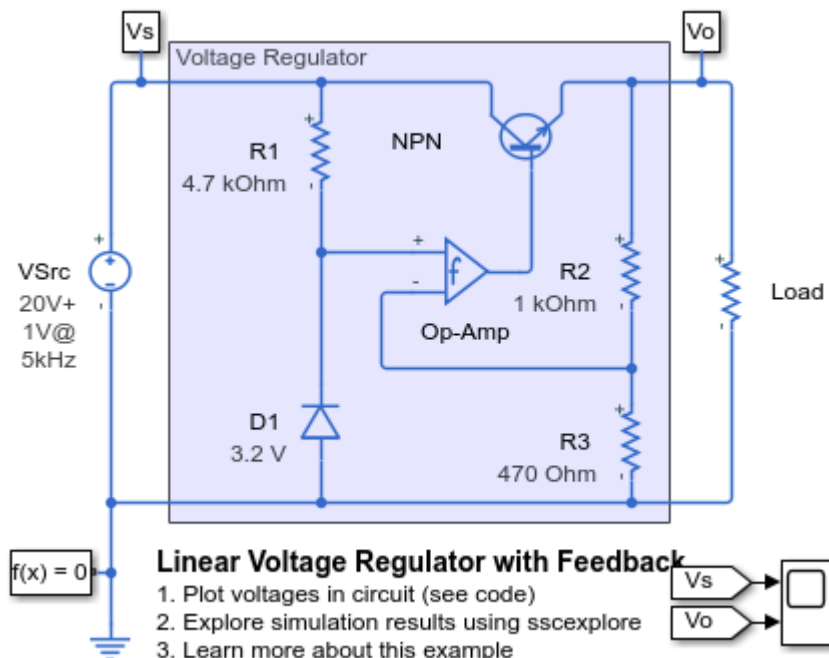 Vs
Vo
Voltage Regulator
+
R1
4.7 kOhm
-
NPN
+
VSrc
-
20V+
1V@
5kHz
+
-
f
Op-Amp
+
R2
1 kOhm
-
+
Load
-
D1
3.2 V
+
R3
470 Ohm
-
f(x) = 0
Linear Voltage Regulator with Feedback
1. Plot voltages in circuit (see code)
2. Explore simulation results using sscexplore
3. Learn more about this example
Vs
Vo